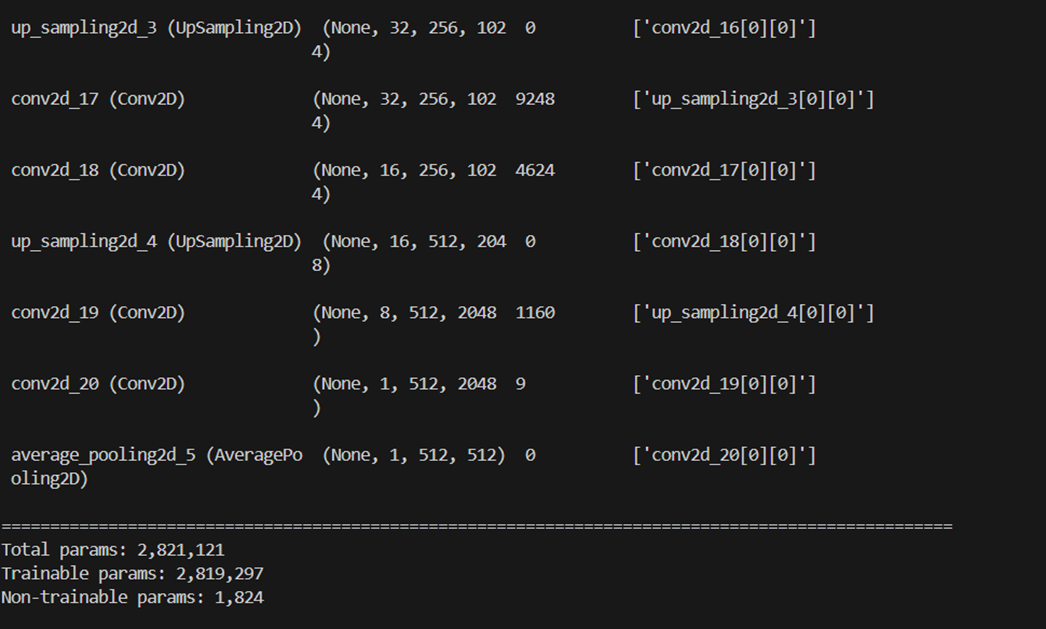 up_sampling2d_3 (UpSampling2D)  (None, 32, 256, 102  0          ['conv2d_16[0][0]']
                                4)
conv2d_17 (Conv2D)             (None, 32, 256, 102  9248        ['up_sampling2d_3[0][0]']
                                4)
conv2d_18 (Conv2D)             (None, 16, 256, 102  4624        ['conv2d_17[0][0]']
                                4)
up_sampling2d_4 (UpSampling2D)  (None, 16, 512, 204  0          ['conv2d_18[0][0]']
                                8)
conv2d_19 (Conv2D)             (None, 8, 512, 2048  1160        ['up_sampling2d_4[0][0]']
                                )
conv2d_20 (Conv2D)             (None, 1, 512, 2048  9           ['conv2d_19[0][0]']
                                )
average_pooling2d_5 (AveragePo  (None, 1, 512, 512)  0          ['conv2d_20[0][0]']
oling2D)
==================================================================================================
Total params: 2,821,121
Trainable params: 2,819,297
Non-trainable params: 1,824